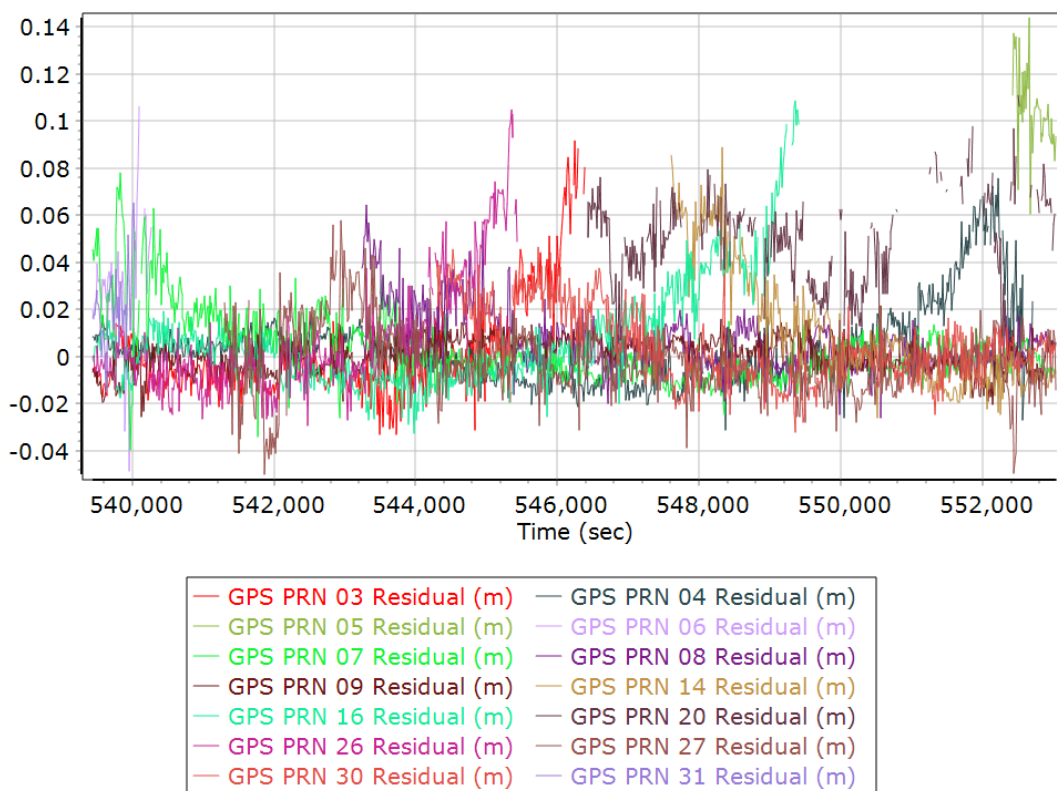 0.14
0.12
0.1
0.08
0.06
0.04
0.02
0
-0.02
-0.04
540,000 542,000 544,000 546,000 548,000 550,000 552,000
Time (sec)
GPS PRN 03 Residual (m) GPS PRN 04 Residual (m)
GPS PRN 05 Residual (m) GPS PRN 06 Residual (m)
GPS PRN 07 Residual (m) GPS PRN 08 Residual (m)
GPS PRN 09 Residual (m) GPS PRN 14 Residual (m)
GPS PRN 16 Residual (m) GPS PRN 20 Residual (m)
GPS PRN 26 Residual (m) GPS PRN 27 Residual (m)
GPS PRN 30 Residual (m) GPS PRN 31 Residual (m)